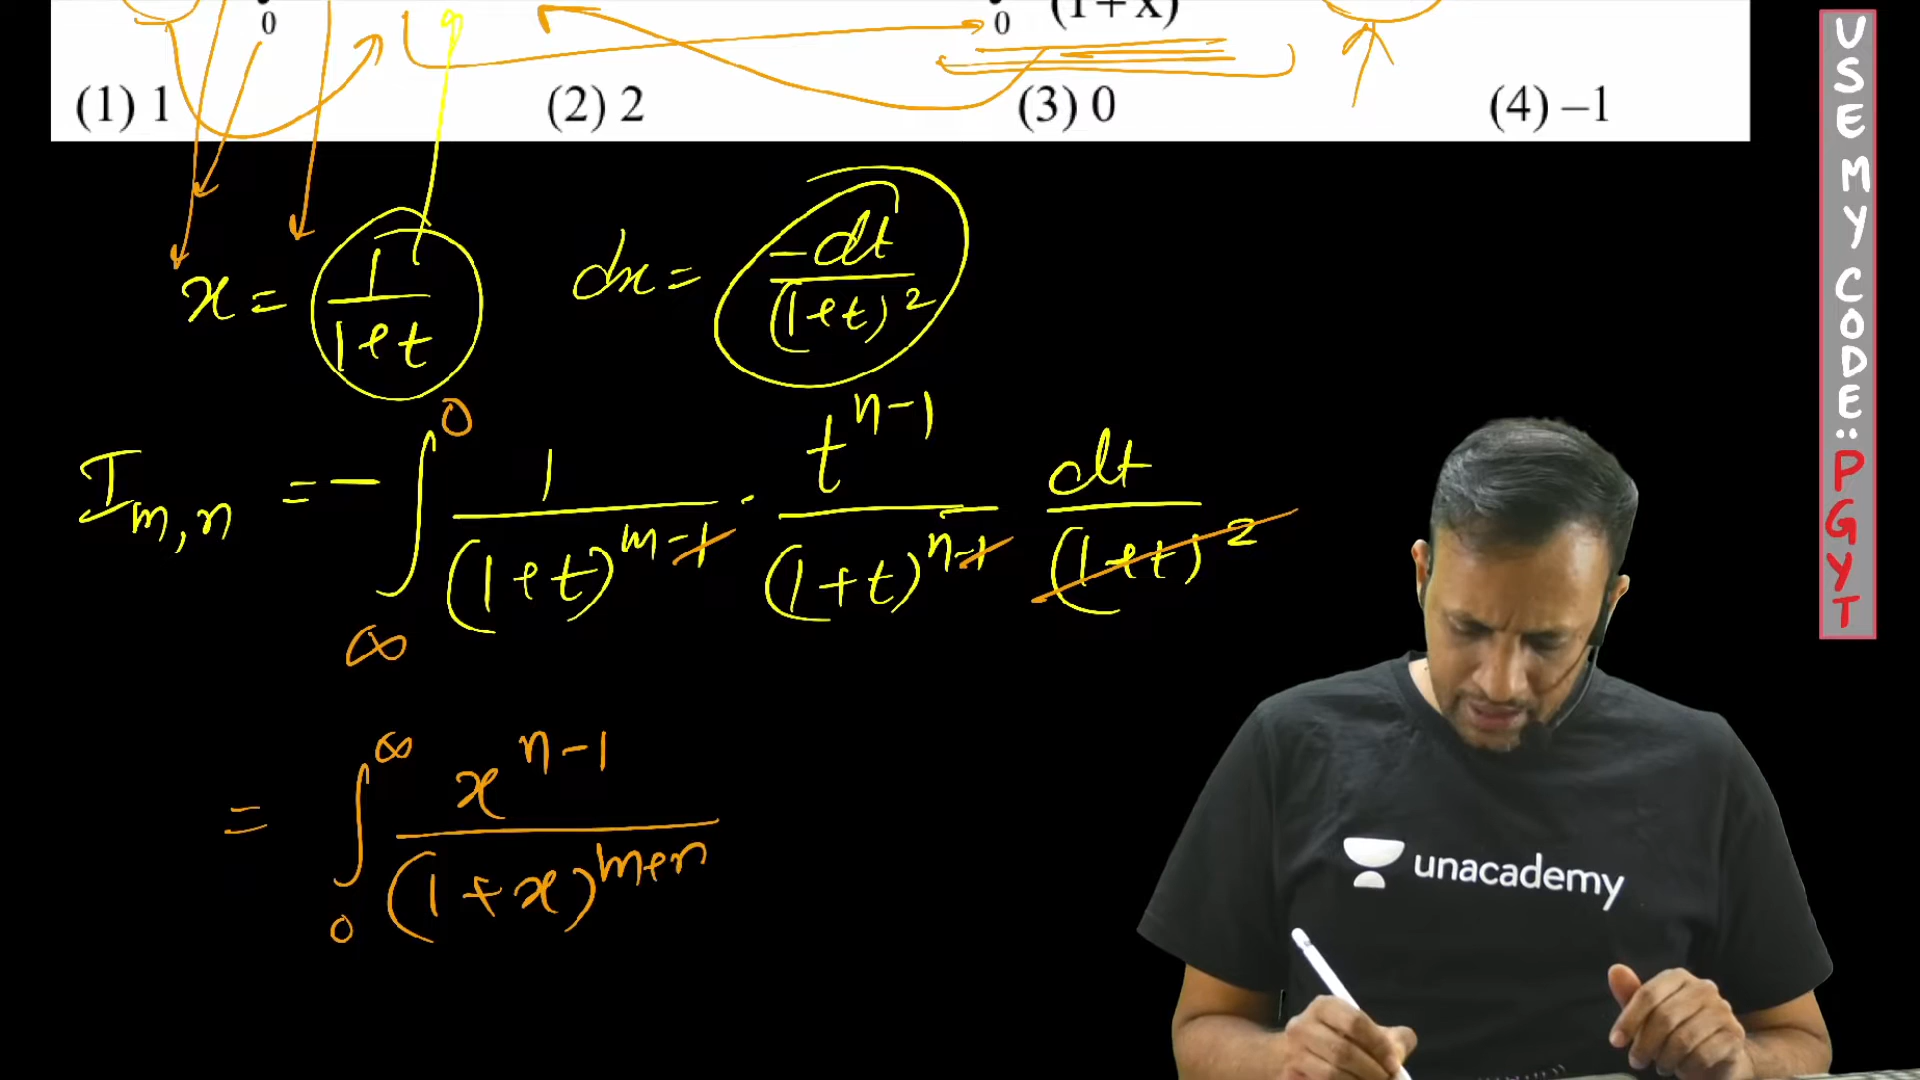 0 0 (1+x)
(1) 1 (2) 2 (3) 0 (4) –1
x = 1/(1+t) dx = -dt/(1+t)^2
I_{m,n} = - ∫_∞^0 1/(1+t)^{m-1} · t^{n-1}/(1+t)^{n-1} dt/(1+t)^2
= ∫_0^∞ x^{n-1}/(1+x)^{m+n}
USE MY CODE:: PGYT
unacademy